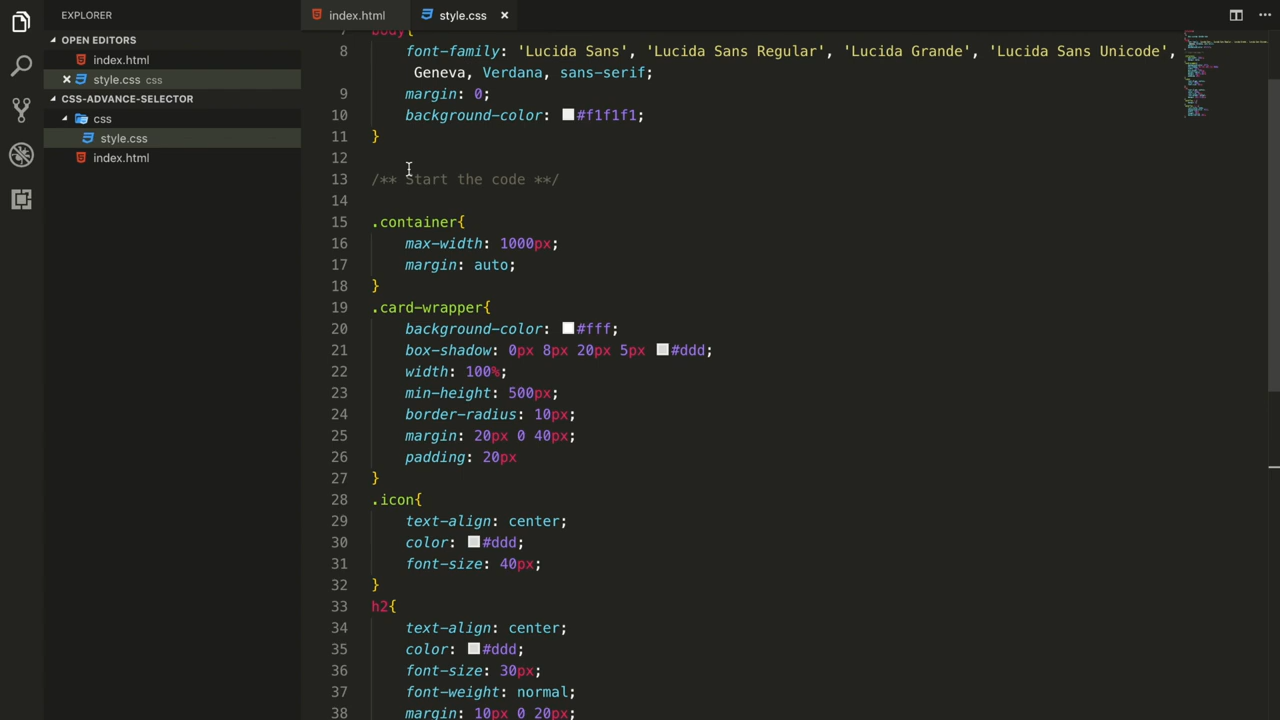 EXPLORER
OPEN EDITORS
index.html
style.css css
CSS-ADVANCE-SELECTOR
css
style.css
index.html
index.html style.css
7 body{
8 font-family: 'Lucida Sans', 'Lucida Sans Regular', 'Lucida Grande', 'Lucida Sans Unicode',
Geneva, Verdana, sans-serif;
9 margin: 0;
10 background-color: #f1f1f1;
11 }
12
13 /** Start the code **/
14
15 .container{
16 max-width: 1000px;
17 margin: auto;
18 }
19 .card-wrapper{
20 background-color: #fff;
21 box-shadow: 0px 8px 20px 5px #ddd;
22 width: 100%;
23 min-height: 500px;
24 border-radius: 10px;
25 margin: 20px 0 40px;
26 padding: 20px
27 }
28 .icon{
29 text-align: center;
30 color: #ddd;
31 font-size: 40px;
32 }
33 h2{
34 text-align: center;
35 color: #ddd;
36 font-size: 30px;
37 font-weight: normal;
38 margin: 10px 0 20px;